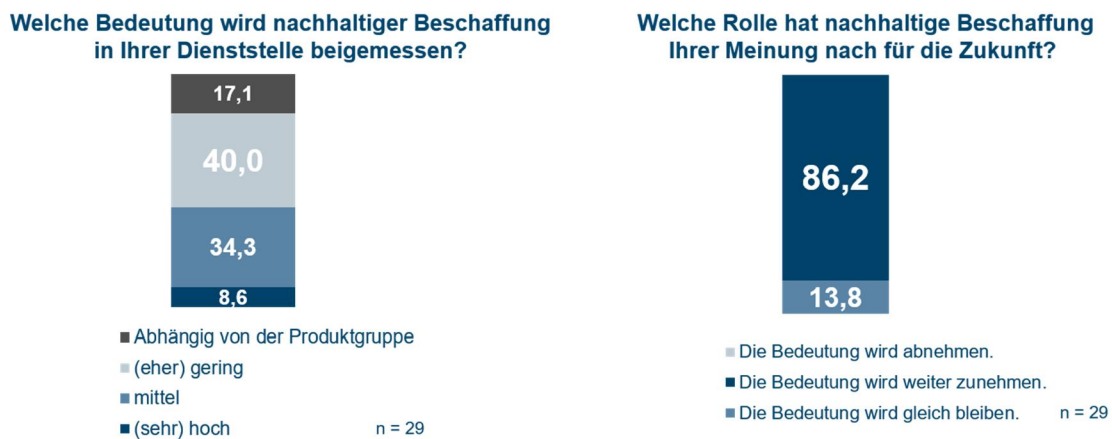 Welche Bedeutung wird nachhaltiger Beschaffung
in Ihrer Dienststelle beigemessen?
17,1
40,0
34,3
8,6
Abhängig von der Produktgruppe
(eher) gering
mittel
(sehr) hoch
n = 29
Welche Rolle hat nachhaltige Beschaffung
Ihrer Meinung nach für die Zukunft?
86,2
13,8
Die Bedeutung wird abnehmen.
Die Bedeutung wird weiter zunehmen.
Die Bedeutung wird gleich bleiben.
n = 29